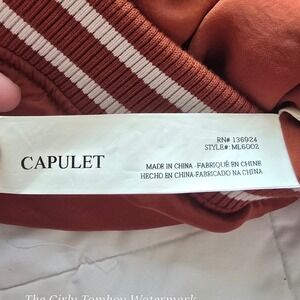 RN# 136924
STYLE#: ML6002
CAPULET
MADE IN CHINA - FABRIQUÉ EN CHINE
HECHO EN CHINA-FABRICADO NA CHINA
The Girly Tomboy Watermark